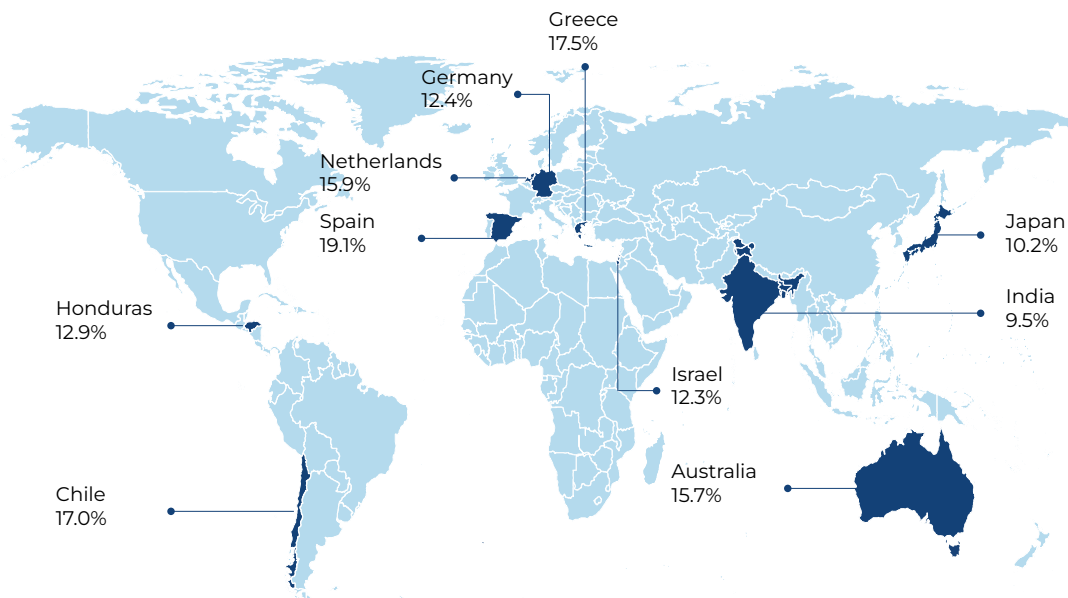 Greece
17.5%
Germany
12.4%
Netherlands
15.9%
Spain
19.1%
Japan
10.2%
Honduras
12.9%
India
9.5%
Israel
12.3%
Australia
15.7%
Chile
17.0%